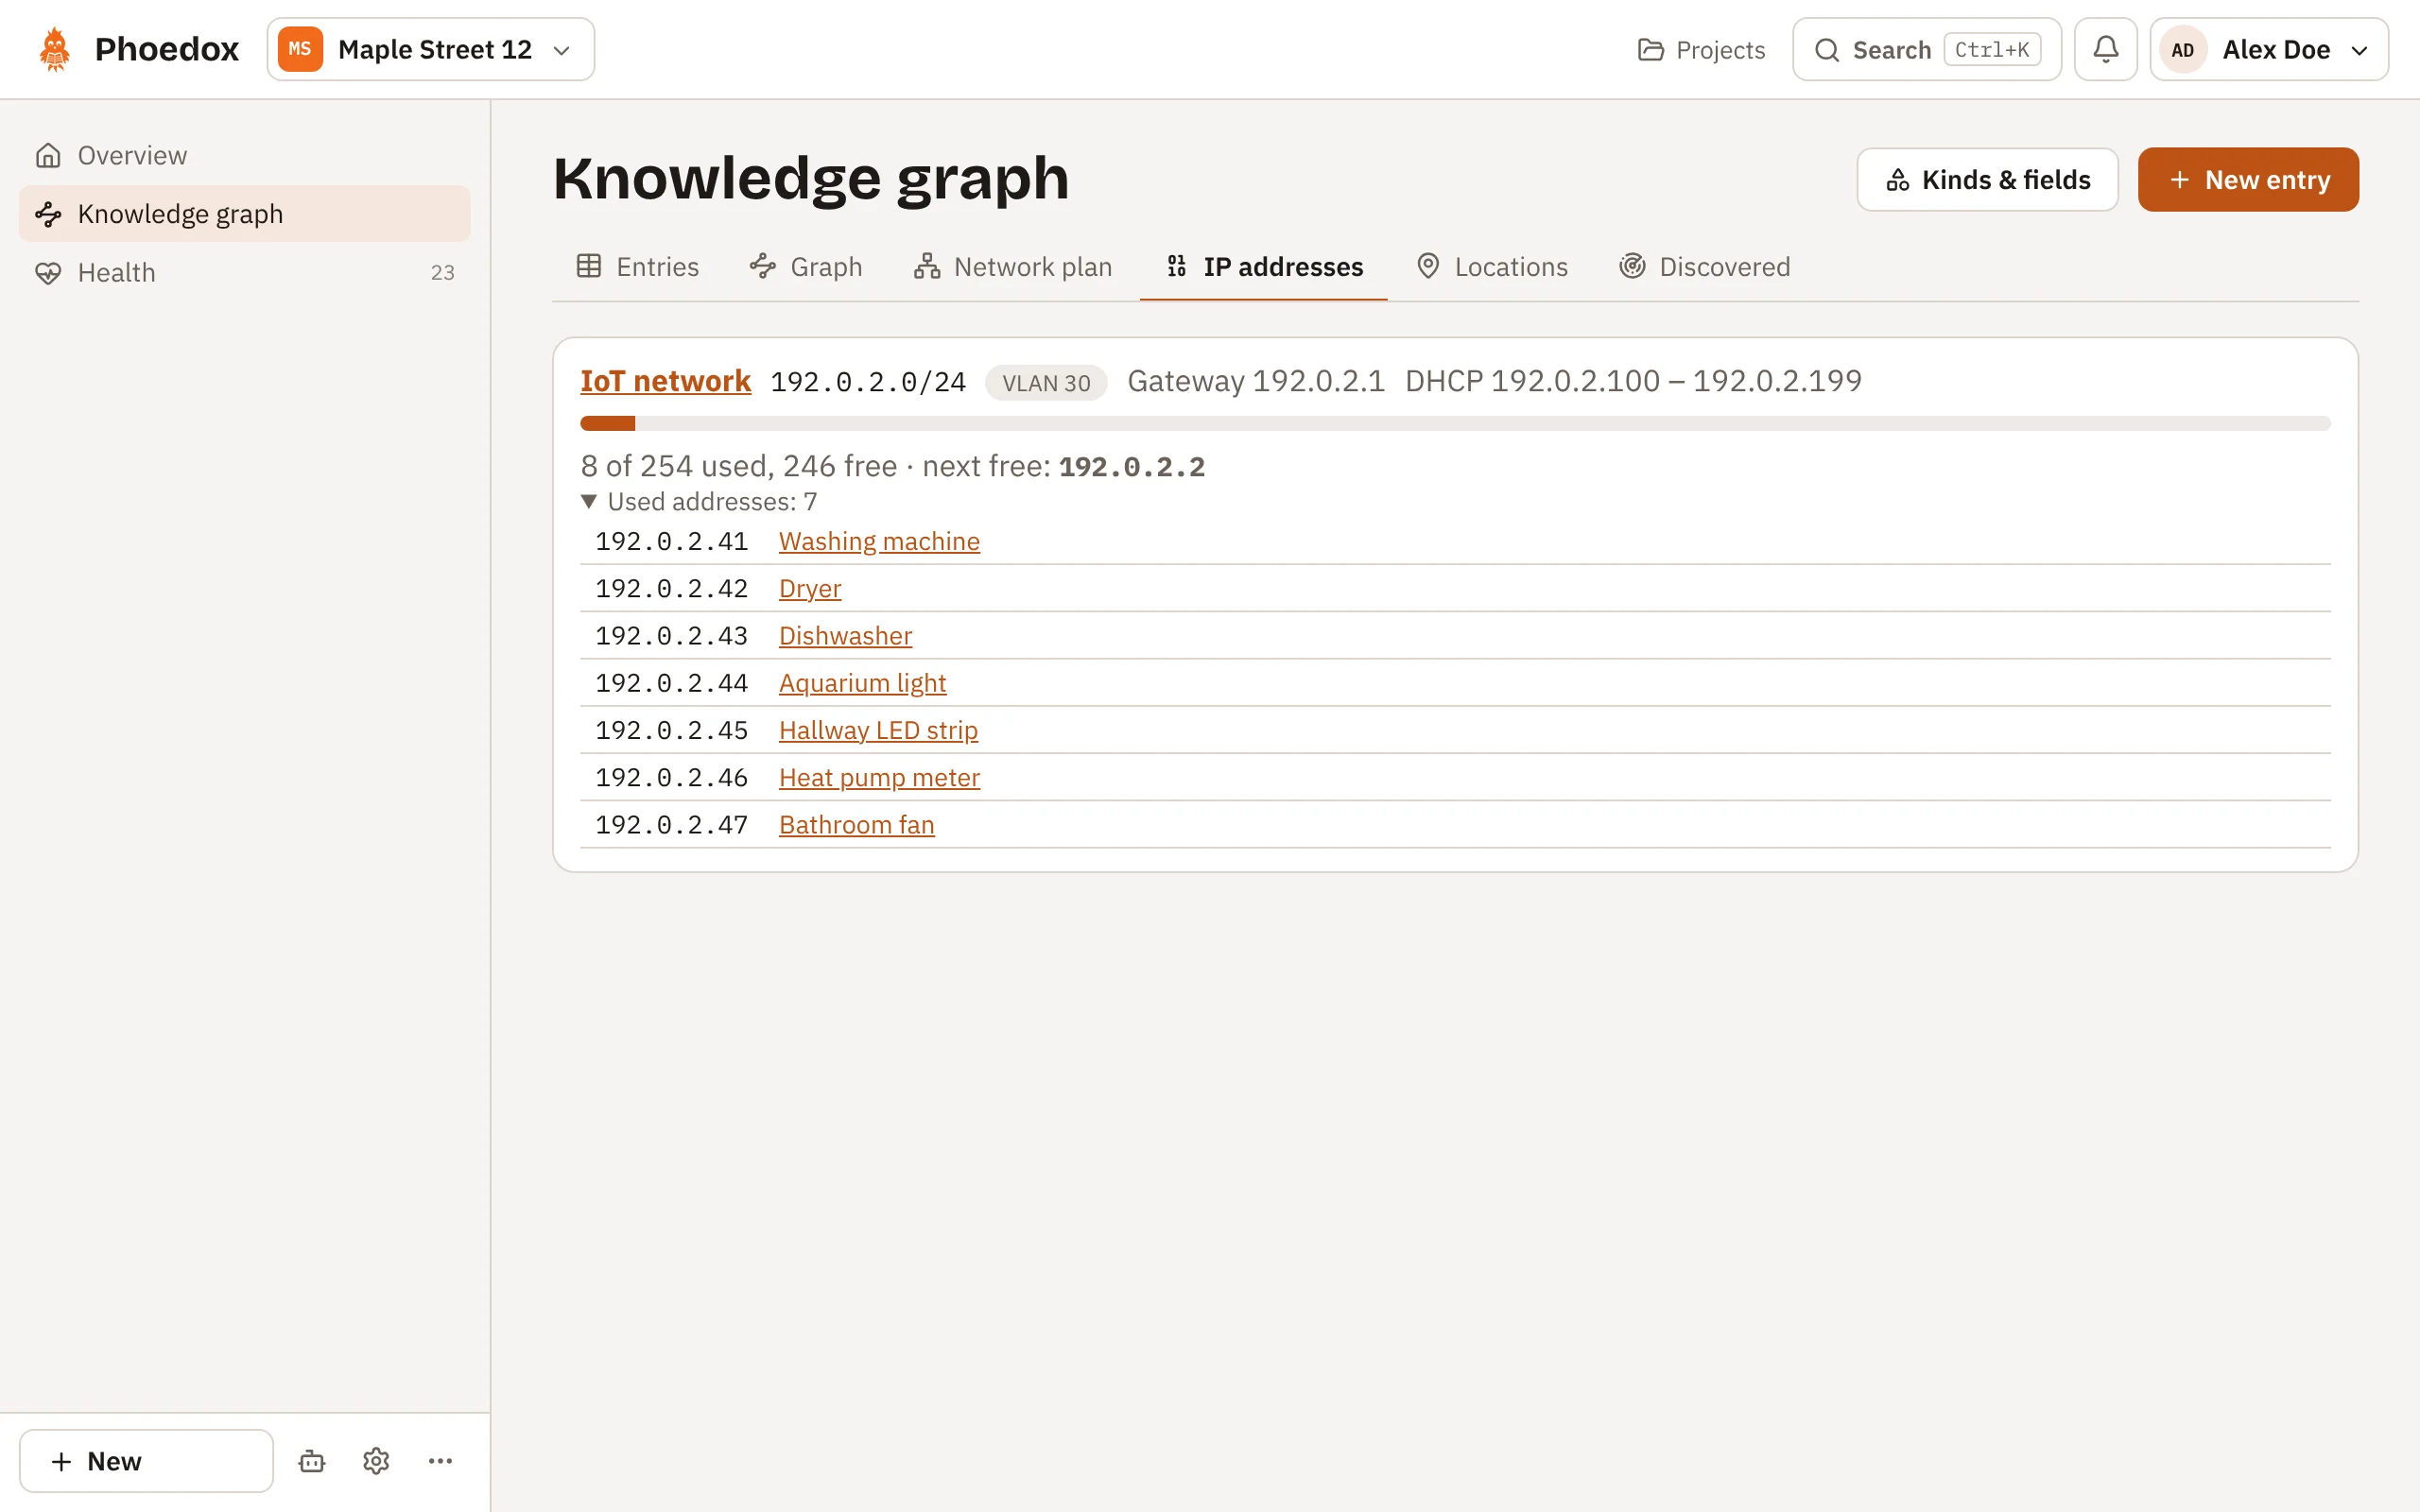 Phoedox
MS Maple Street 12
Projects
Search Ctrl+K
AD Alex Doe
Overview
Knowledge graph
Health 23
Knowledge graph
Kinds & fields
+ New entry
Entries Graph Network plan IP addresses Locations Discovered
IoT network 192.0.2.0/24 VLAN 30 Gateway 192.0.2.1 DHCP 192.0.2.100 – 192.0.2.199
8 of 254 used, 246 free · next free: 192.0.2.2
▼ Used addresses: 7
192.0.2.41 Washing machine
192.0.2.42 Dryer
192.0.2.43 Dishwasher
192.0.2.44 Aquarium light
192.0.2.45 Hallway LED strip
192.0.2.46 Heat pump meter
192.0.2.47 Bathroom fan
+ New